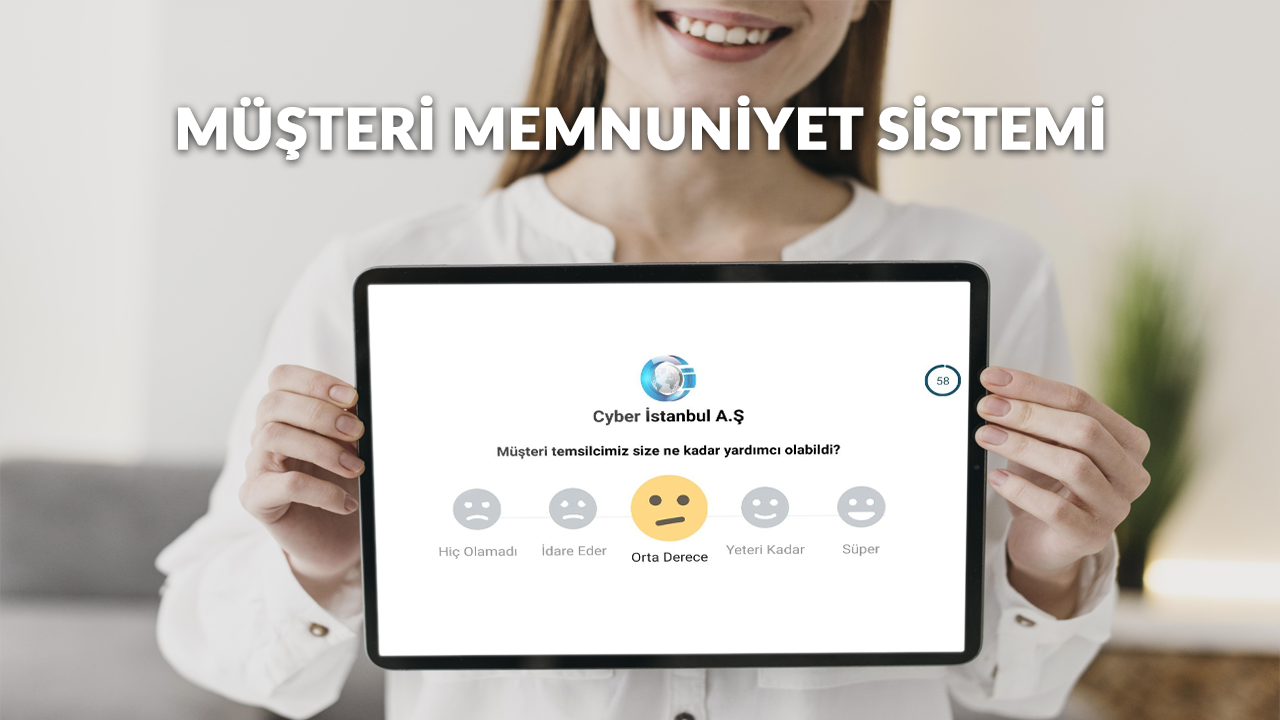 MÜŞTERİ MEMNUNİYET SİSTEMİ
58
Cyber İstanbul A.Ş
Müşteri temsilcimiz size ne kadar yardımcı olabildi?
Hiç Olamadı İdare Eder Orta Derece Yeteri Kadar Süper